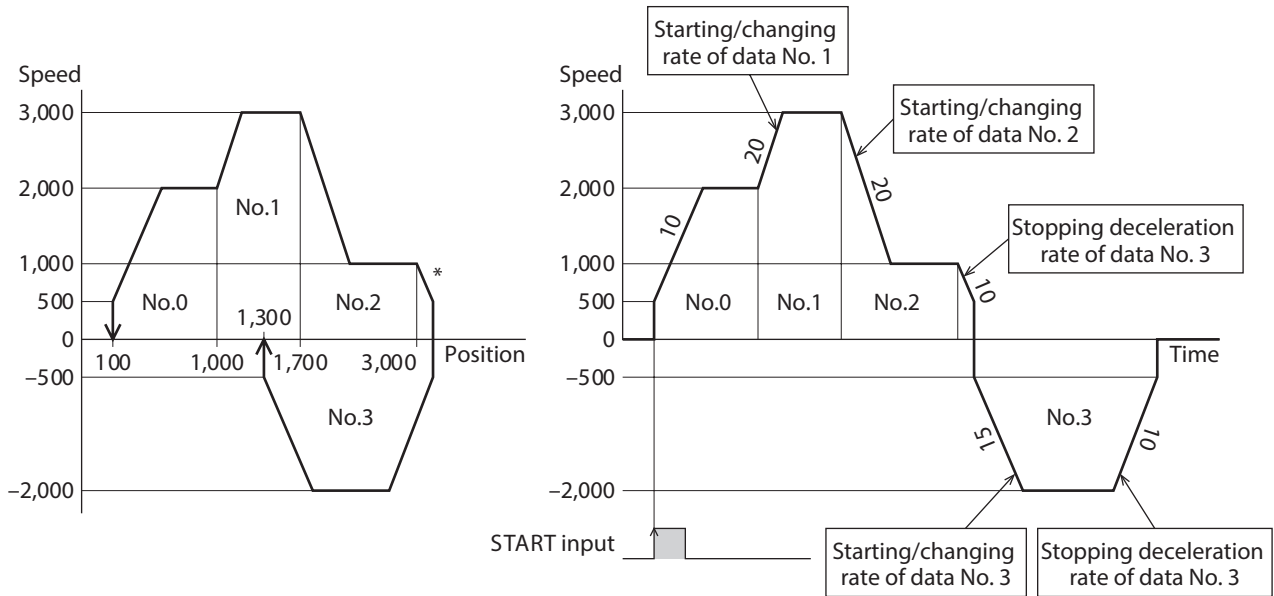 Speed
3,000
2,000
1,000
500
0
−500
−2,000
No.1
No.0
No.2
*
1,300
Position
100
1,000
1,700
3,000
No.3
Starting/changing
rate of data No. 1
Starting/changing
rate of data No. 2
Stopping deceleration
rate of data No. 3
Speed
3,000
2,000
1,000
500
0
−500
−2,000
10
20
20
10
No.0
No.1
No.2
Time
No.3
15
10
START input
Starting/changing
rate of data No. 3
Stopping deceleration
rate of data No. 3